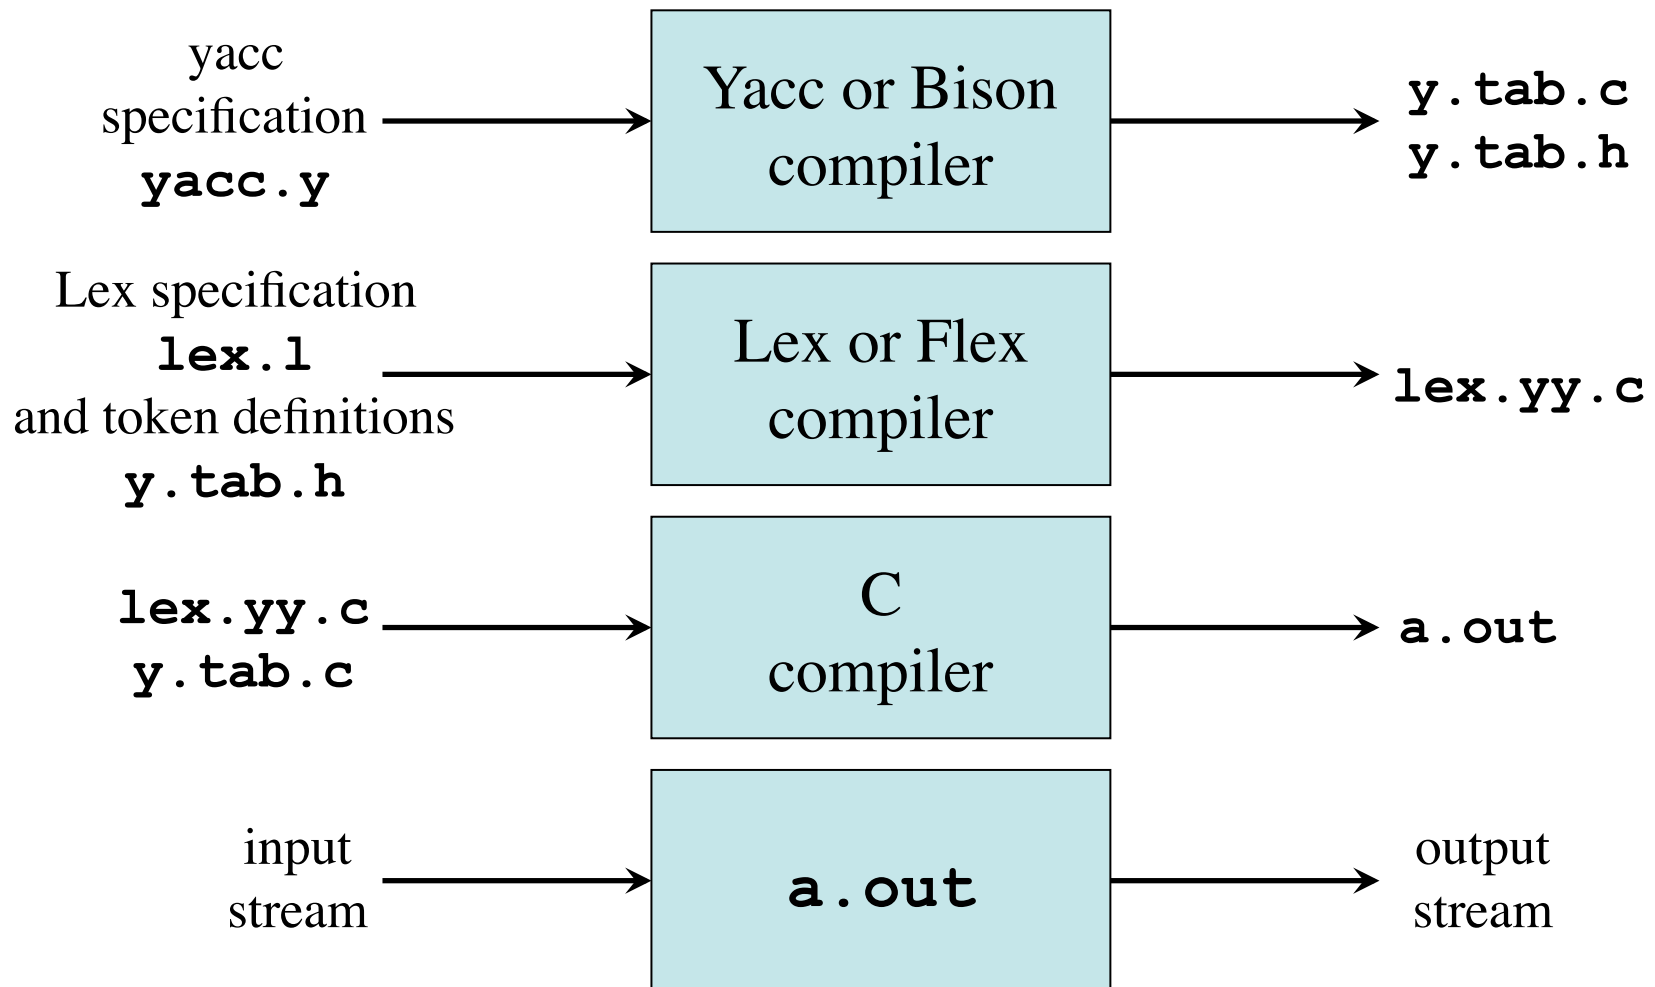 yacc
specification
yacc.y
Yacc or Bison
compiler
y.tab.c
y.tab.h
Lex specification
lex.l
and token definitions
y.tab.h
Lex or Flex
compiler
lex.yy.c
lex.yy.c
y.tab.c
C
compiler
a.out
input
stream
a.out
output
stream